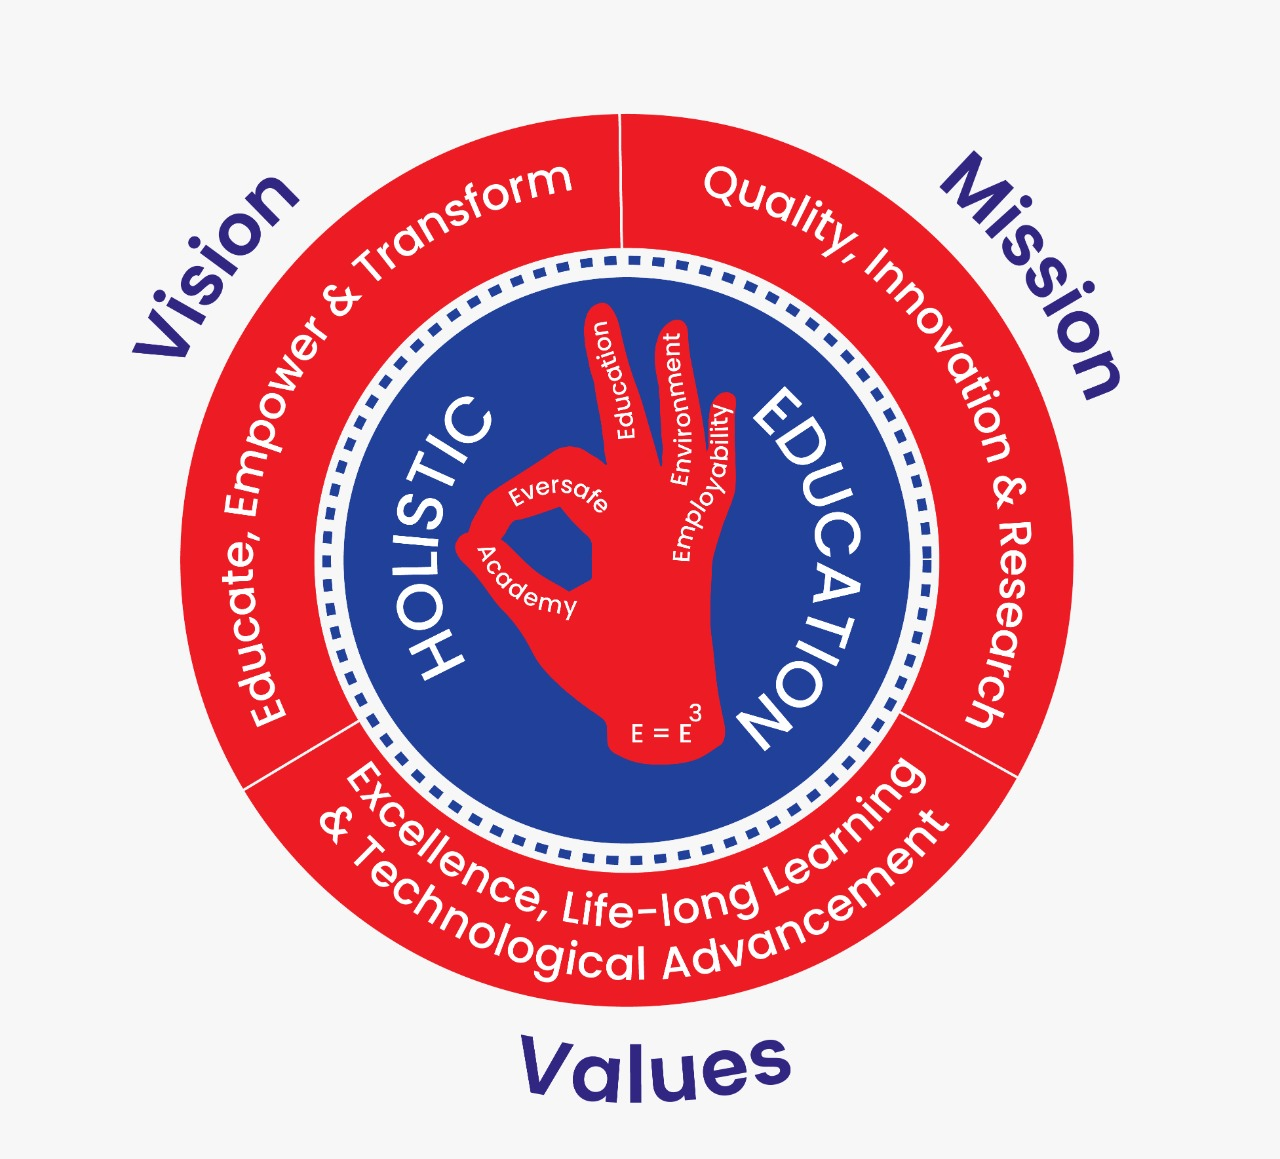 Vision
Mission
Educate, Empower & Transform
Quality, Innovation & Research
HOLISTIC
EDUCATION
Education
Environment
Employability
Eversafe
Academy
E = E³
Excellence, Life-long Learning
& Technological Advancement
Values